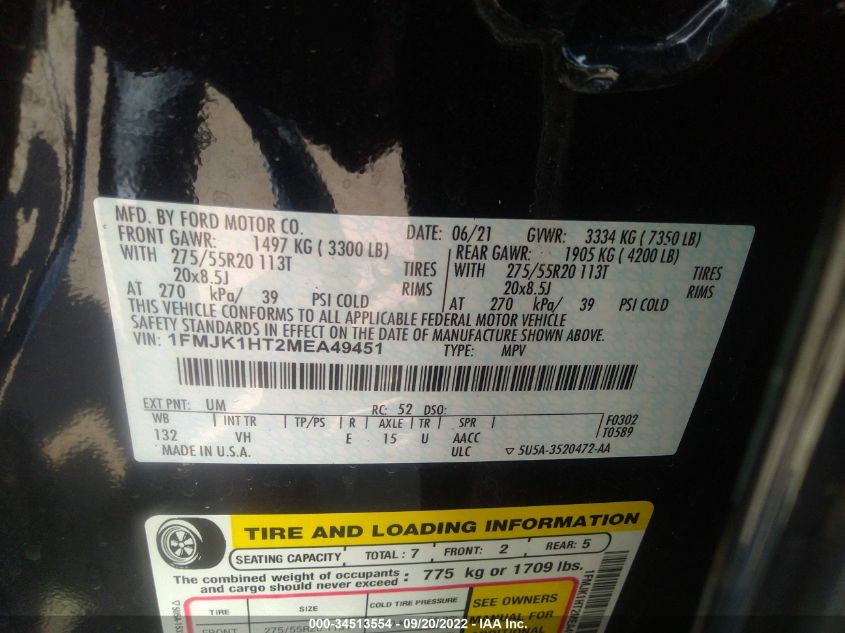 MFD. BY FORD MOTOR CO. DATE: 06/21 GVWR: 3334 KG ( 7350 LB)
FRONT GAWR: 1497 KG ( 3300 LB) REAR GAWR: 1905 KG ( 4200 LB)
WITH 275/55R20 113T TIRES WITH 275/55R20 113T TIRES
20x8.5J RIMS 20x8.5J RIMS
AT 270 kPa/ 39 PSI COLD AT 270 kPa/ 39 PSI COLD
THIS VEHICLE CONFORMS TO ALL APPLICABLE FEDERAL MOTOR VEHICLE
SAFETY STANDARDS IN EFFECT ON THE DATE OF MANUFACTURE SHOWN ABOVE.
VIN: 1FMJK1HT2MEA49451 TYPE: MPV
EXT PNT: UM RC: 52 DSO:
WB INT TR TP/PS R AXLE TR SPR F0302
132 VH E 15 U AACC T0589
MADE IN U.S.A. ULC ▽ 5U5A-3520472-AA
TIRE AND LOADING INFORMATION
SEATING CAPACITY TOTAL : 7 FRONT: 2 REAR: 5
The combined weight of occupants and cargo should never exceed : 775 kg or 1709 lbs.
TIRE SIZE COLD TIRE PRESSURE SEE OWNERS
MANUAL FOR
FRONT 275/55R20 113T ADDITIONAL
000-34513554 - 09/20/2022 - IAA Inc.